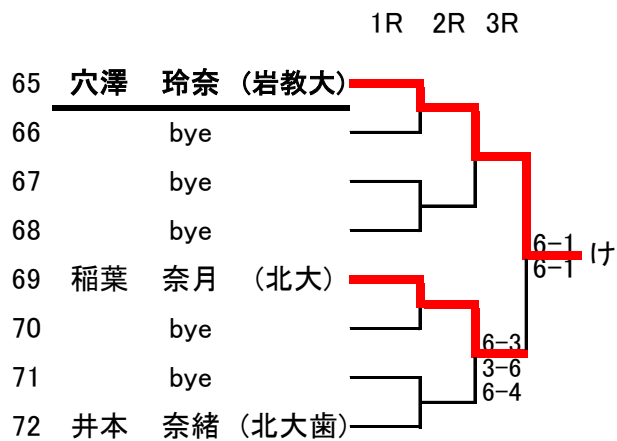 1R 2R 3R
65 穴澤 玲奈 (岩教大)
66 bye
67 bye
68 bye
6-1 け
6-1
69 稲葉 奈月 (北大)
70 bye
6-3
3-6
71 bye
6-4
72 井本 奈緒 (北大歯)